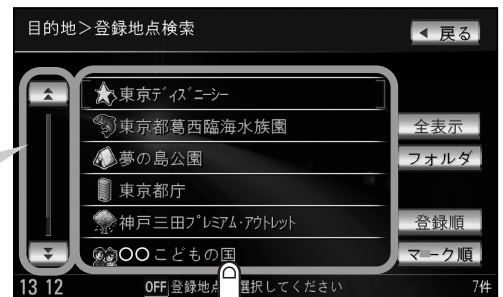 目的地>登録地点検索
戻る
東京ディズニーシー
東京都葛西臨海水族園
全表示
夢の島公園
フォルダ
東京都庁
神戸三田プレミアム・アウトレット
登録順
○○こどもの国
マーク順
13 12
OFF 登録地点 選択してください
7件